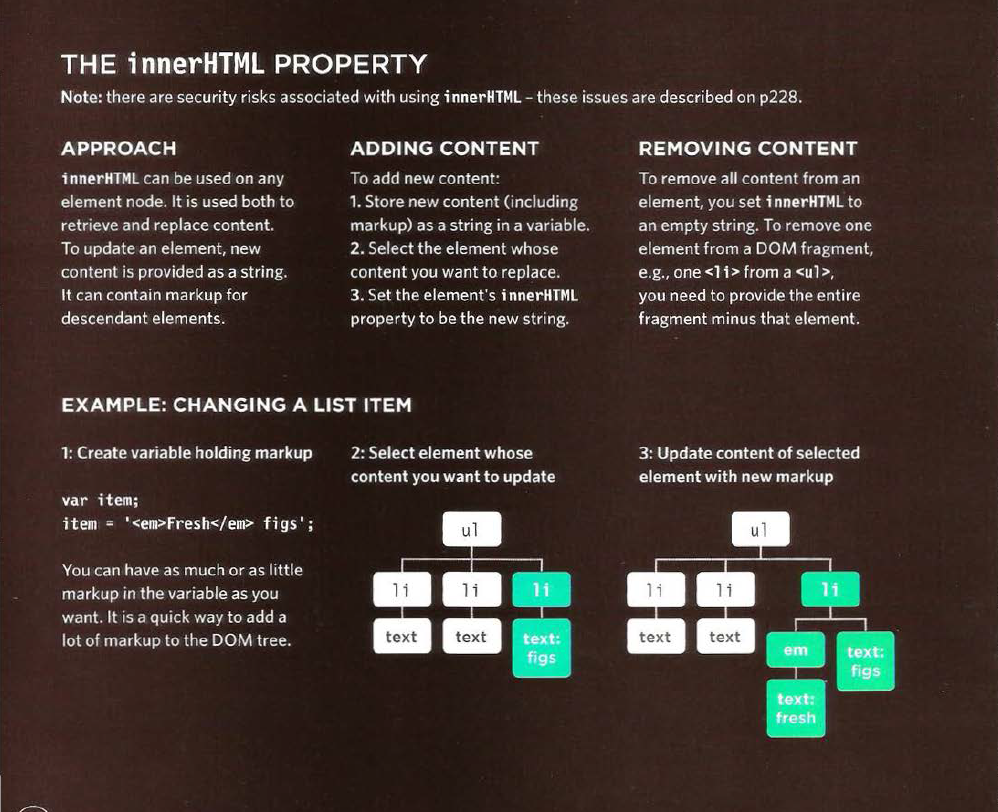 THE innerHTML PROPERTY
Note: there are security risks associated with using innerHTML – these issues are described on p228.
APPROACH
innerHTML can be used on any
element node. It is used both to
retrieve and replace content.
To update an element, new
content is provided as a string.
It can contain markup for
descendant elements.
ADDING CONTENT
To add new content:
1. Store new content (including
markup) as a string in a variable.
2. Select the element whose
content you want to replace.
3. Set the element's innerHTML
property to be the new string.
REMOVING CONTENT
To remove all content from an
element, you set innerHTML to
an empty string. To remove one
element from a DOM fragment,
e.g., one <li> from a <ul>,
you need to provide the entire
fragment minus that element.
EXAMPLE: CHANGING A LIST ITEM
1: Create variable holding markup
var item;
item = '<em>Fresh</em> figs';
You can have as much or as little
markup in the variable as you
want. It is a quick way to add a
lot of markup to the DOM tree.
2: Select element whose
content you want to update
ul
li li li
text text text:
figs
3: Update content of selected
element with new markup
ul
li li li
text text em text:
figs
text:
fresh